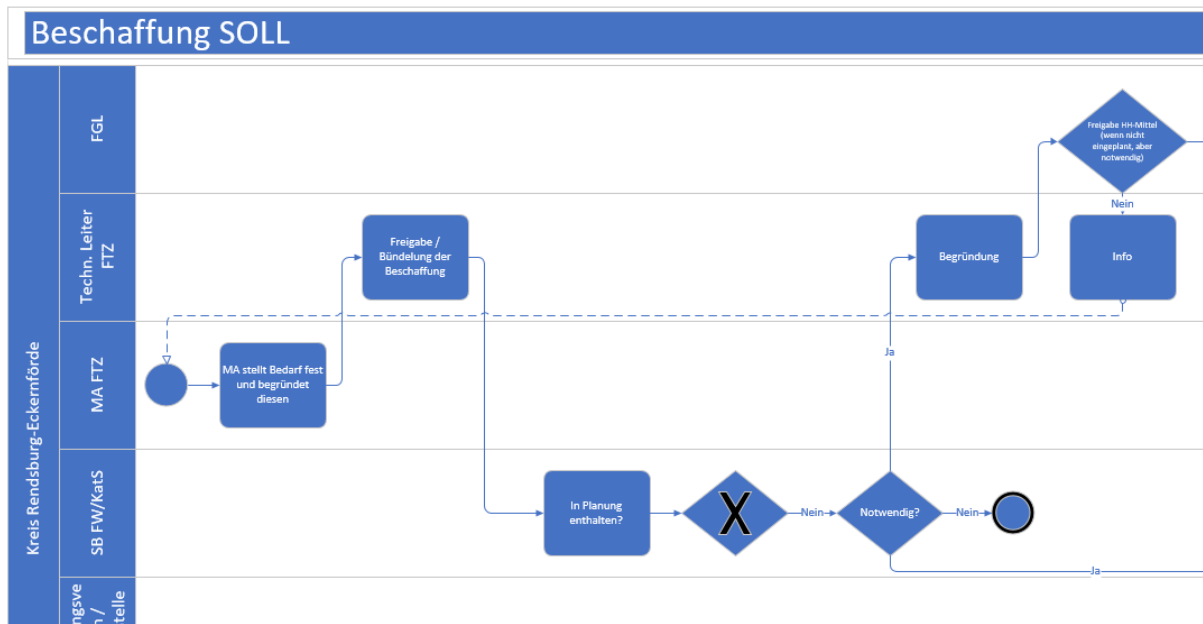 Beschaffung SOLL
Kreis Rendsburg-Eckernförde
FGL
Freigabe HH-Mittel
(wenn nicht
eingeplant, aber
notwendig)
Nein
Techn. Leiter
FTZ
Freigabe /
Bündelung der
Beschaffung
Begründung
Info
MA FTZ
MA stellt Bedarf fest
und begründet
diesen
Ja
SB FW/KatS
In Planung
enthalten?
X
Nein
Notwendig?
Nein
Ja